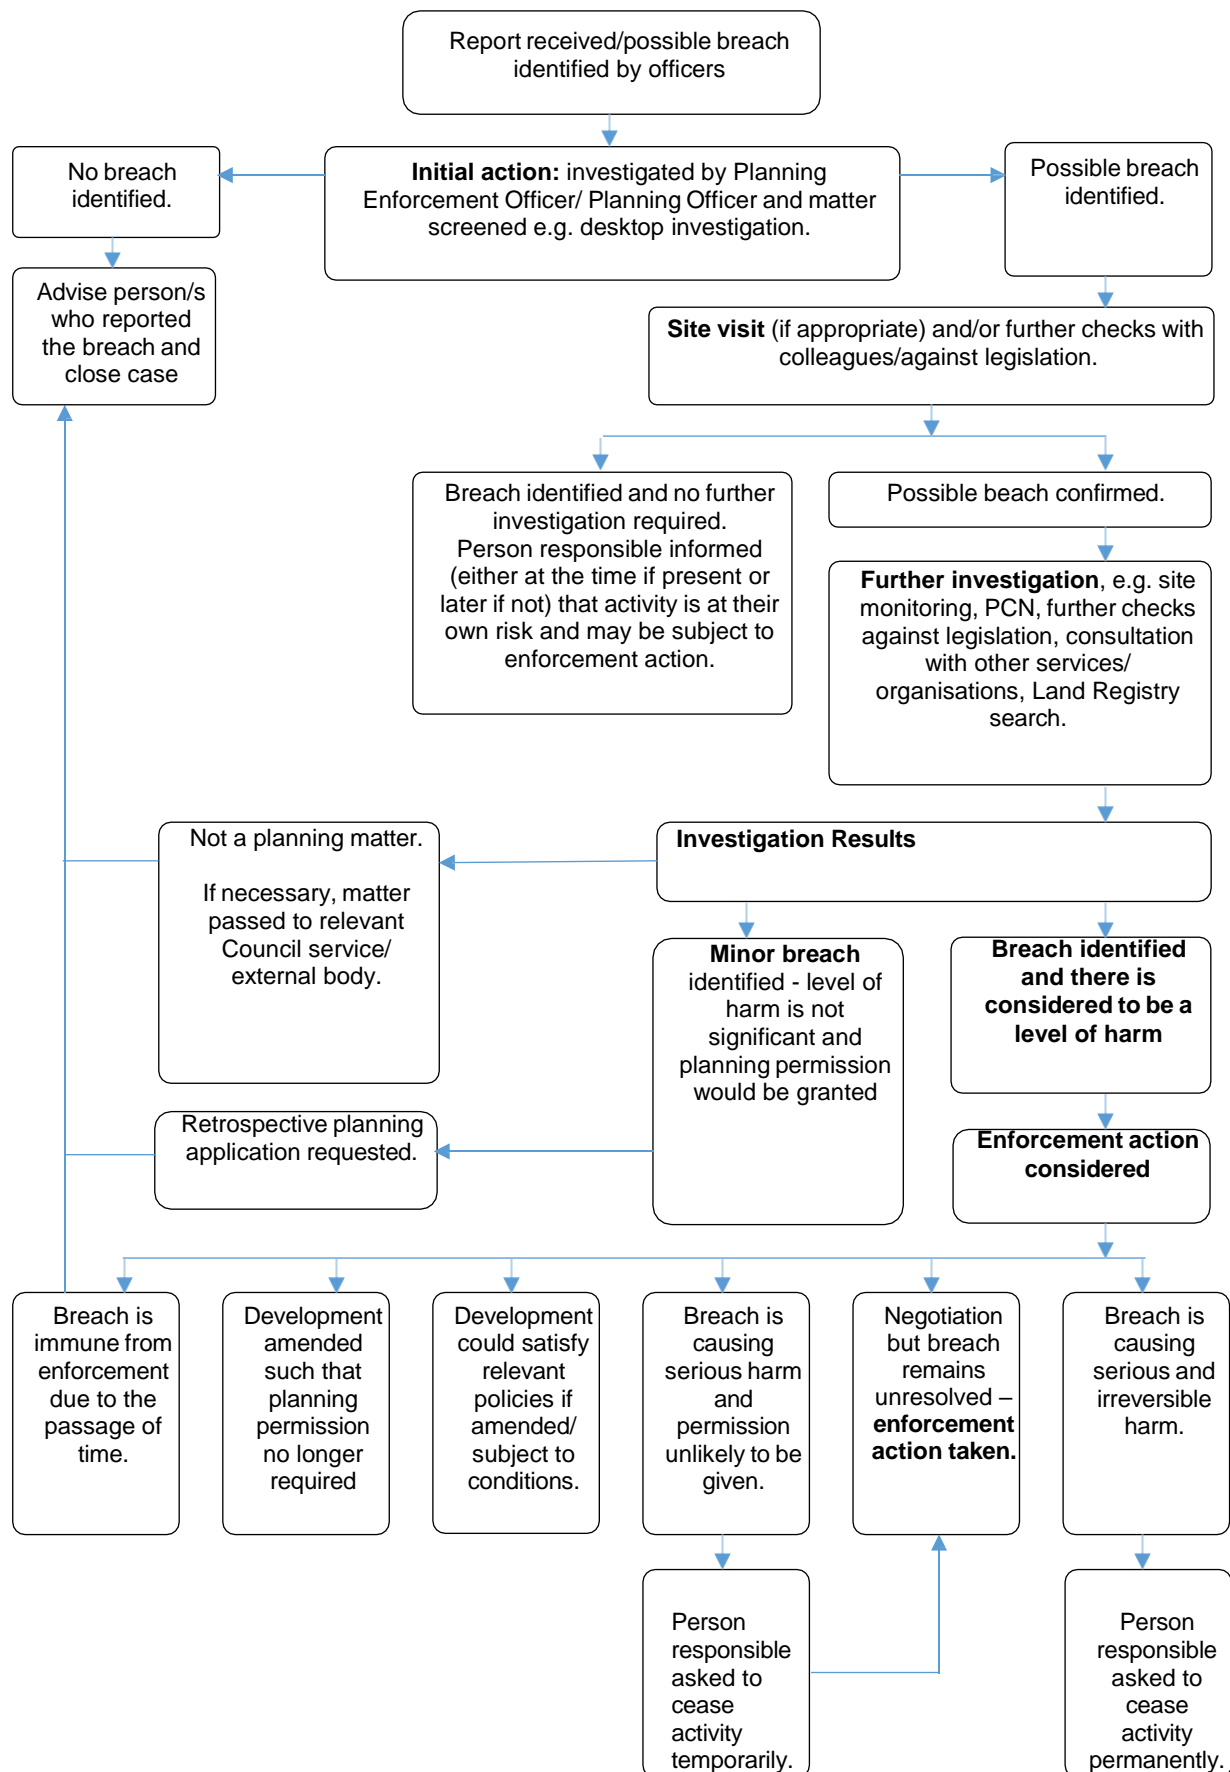 Report received/possible breach
identified by officers
No breach
identified.
Initial action: investigated by Planning
Enforcement Officer/ Planning Officer and matter
screened e.g. desktop investigation.
Possible breach
identified.
Advise person/s
who reported
the breach and
close case
Site visit (if appropriate) and/or further checks with
colleagues/against legislation.
Breach identified and no further
investigation required.
Person responsible informed
(either at the time if present or
later if not) that activity is at their
own risk and may be subject to
enforcement action.
Possible beach confirmed.
Further investigation, e.g. site
monitoring, PCN, further checks
against legislation, consultation
with other services/
organisations, Land Registry
search.
Investigation Results
Not a planning matter.
If necessary, matter
passed to relevant
Council service/
external body.
Minor breach
identified - level of
harm is not
significant and
planning permission
would be granted
Breach identified
and there is
considered to be a
level of harm
Retrospective planning
application requested.
Enforcement action
considered
Breach is
immune from
enforcement
due to the
passage of
time.
Development
amended
such that
planning
permission
no longer
required
Development
could satisfy
relevant
policies if
amended/
subject to
conditions.
Breach is
causing
serious harm
and
permission
unlikely to be
given.
Negotiation
but breach
remains
unresolved –
enforcement
action taken.
Breach is
causing
serious and
irreversible
harm.
Person
responsible
asked to
cease
activity
temporarily.
Person
responsible
asked to
cease
activity
permanently.